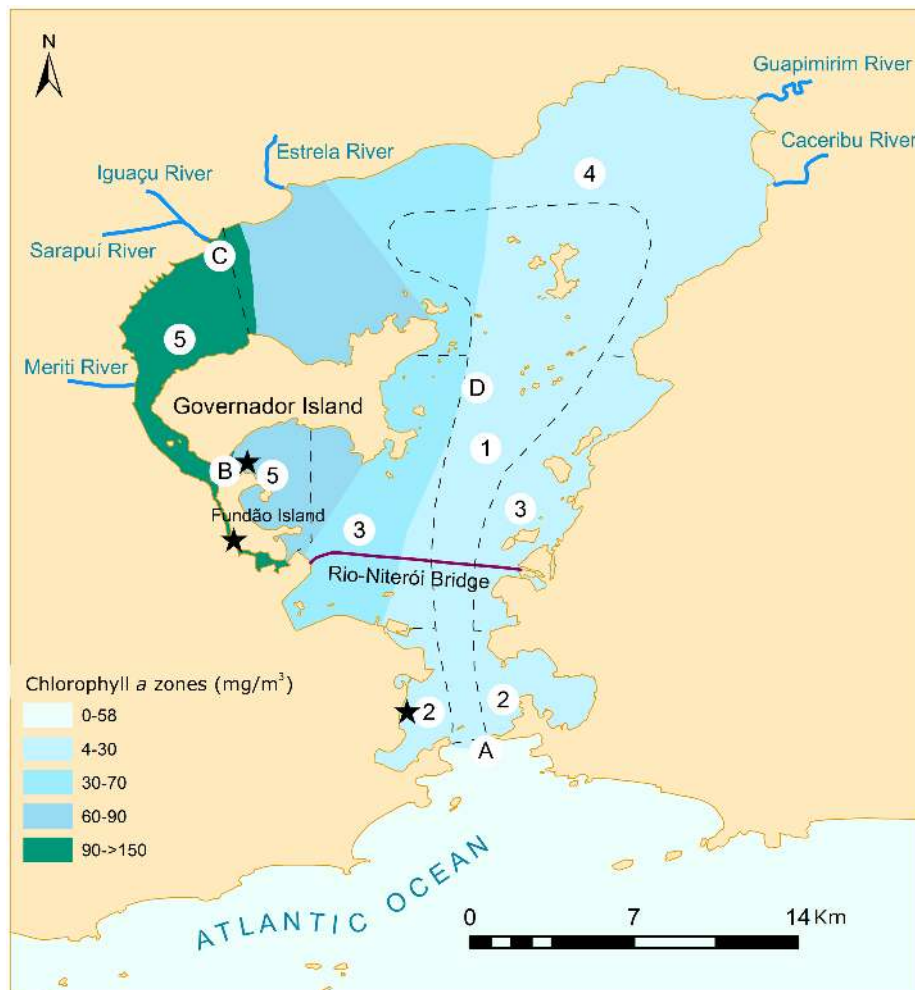 N
Guapimirim River
Caceribu River
Estrela River
Iguaçu River
Sarapuí River
4
C
5
Meriti River
Governador Island
D
1
B
5
Fundão Island
3
3
Rio-Niterói Bridge
2
2
A
Chlorophyll a zones (mg/m³)
0-58
4-30
30-70
60-90
90->150
ATLANTIC OCEAN
0 7 14 Km